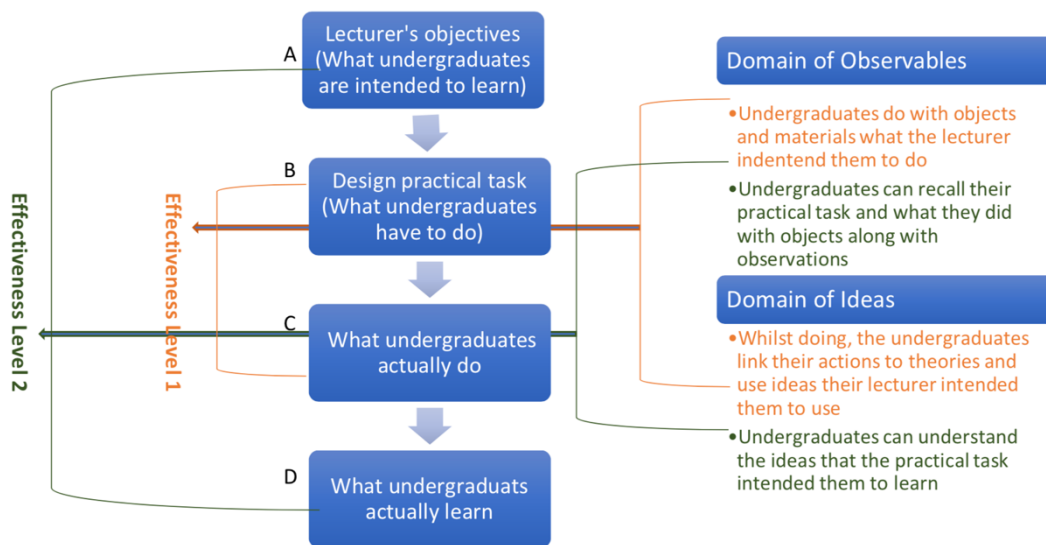 A
Lecturer's objectives
(What undergraduates
are intended to learn)
B
Design practical task
(What undergraduates
have to do)
C
What undergraduates
actually do
D
What undergraduats
actually learn
Effectiveness Level 2
Effectiveness Level 1
Domain of Observables
•Undergraduates do with objects
and materials what the lecturer
indentend them to do
•Undergraduates can recall their
practical task and what they did
with objects along with
observations
Domain of Ideas
•Whilst doing, the undergraduates
link their actions to theories and
use ideas their lecturer intended
them to use
•Undergraduates can understand
the ideas that the practical task
intended them to learn